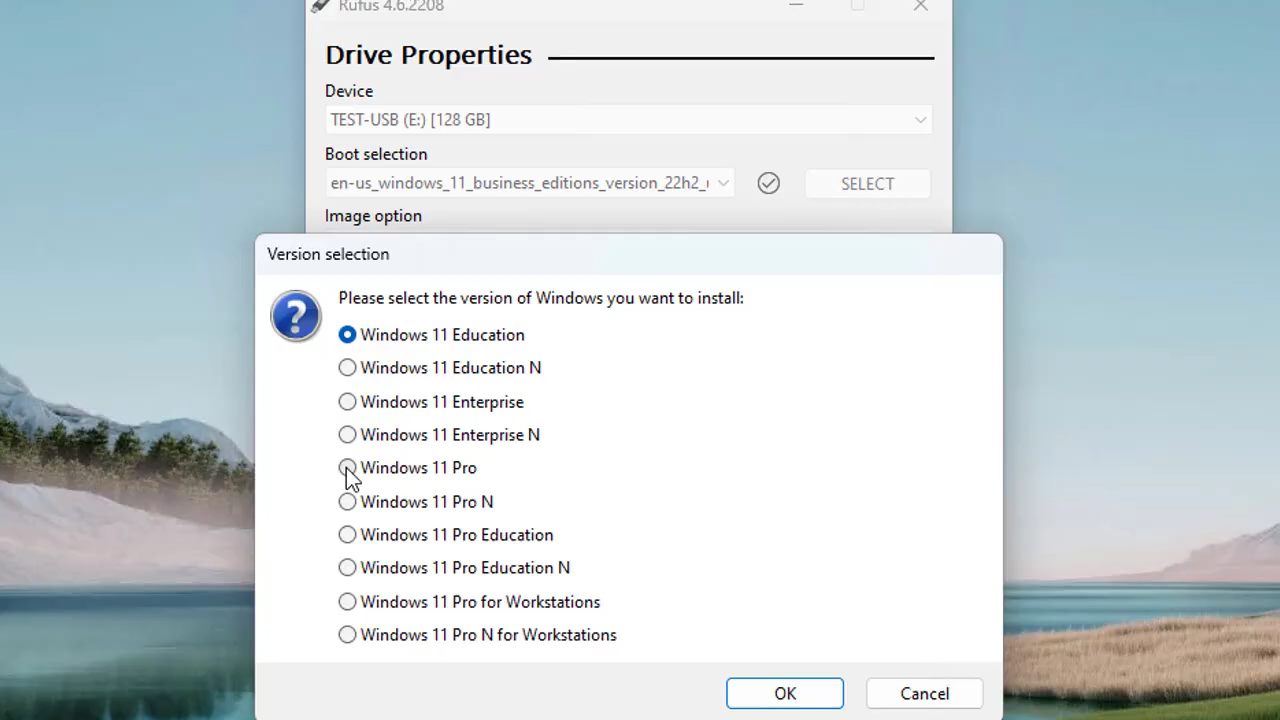 Rufus 4.6.2208
Drive Properties
Device
TEST-USB (E:) [128 GB]
Boot selection
en-us_windows_11_business_editions_version_22h2_
SELECT
Image option
Version selection
?
Please select the version of Windows you want to install:
Windows 11 Education
Windows 11 Education N
Windows 11 Enterprise
Windows 11 Enterprise N
Windows 11 Pro
Windows 11 Pro N
Windows 11 Pro Education
Windows 11 Pro Education N
Windows 11 Pro for Workstations
Windows 11 Pro N for Workstations
OK
Cancel